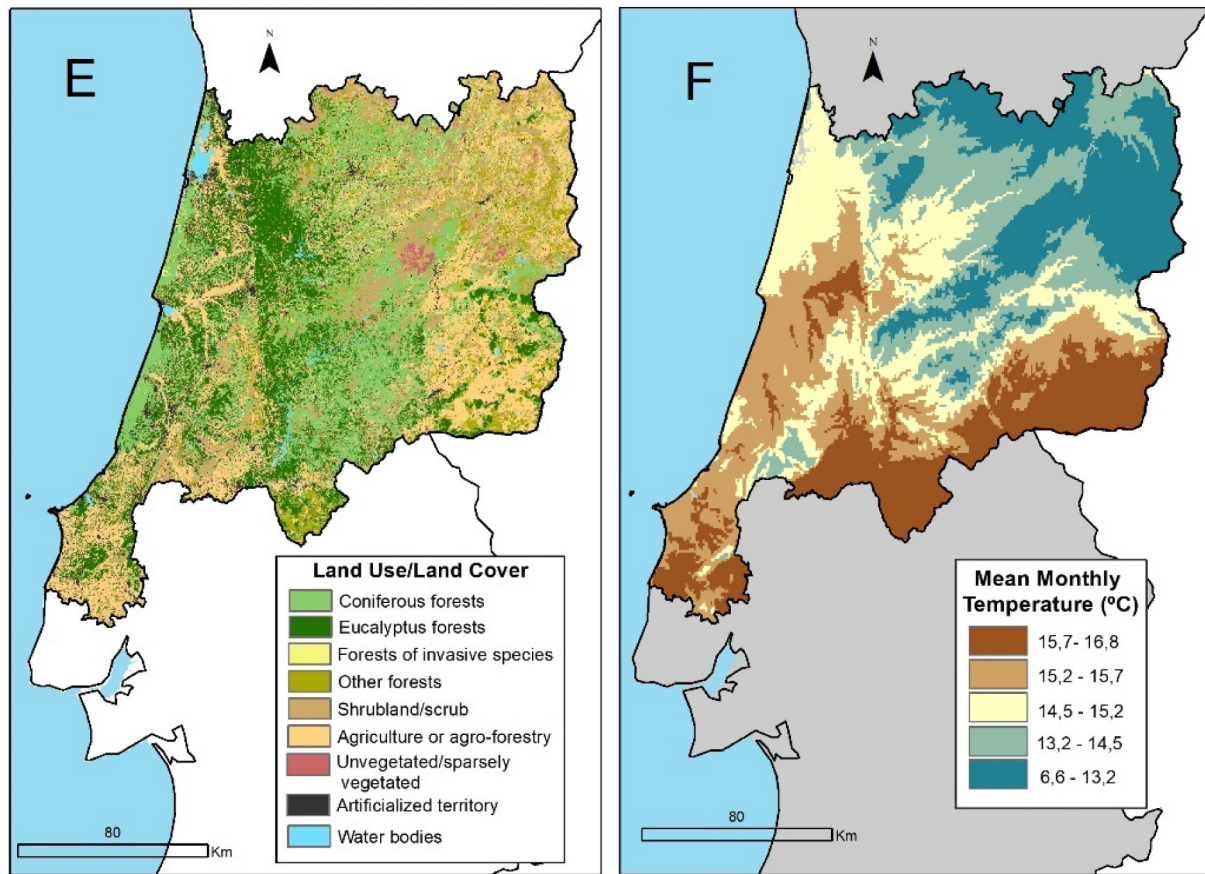 E
N
Land Use/Land Cover
Coniferous forests
Eucalyptus forests
Forests of invasive species
Other forests
Shrubland/scrub
Agriculture or agro-forestry
Unvegetated/sparsely
vegetated
Artificialized territory
Water bodies
80
Km
F
N
Mean Monthly
Temperature (ºC)
15,7- 16,8
15,2 - 15,7
14,5 - 15,2
13,2 - 14,5
6,6 - 13,2
80
Km